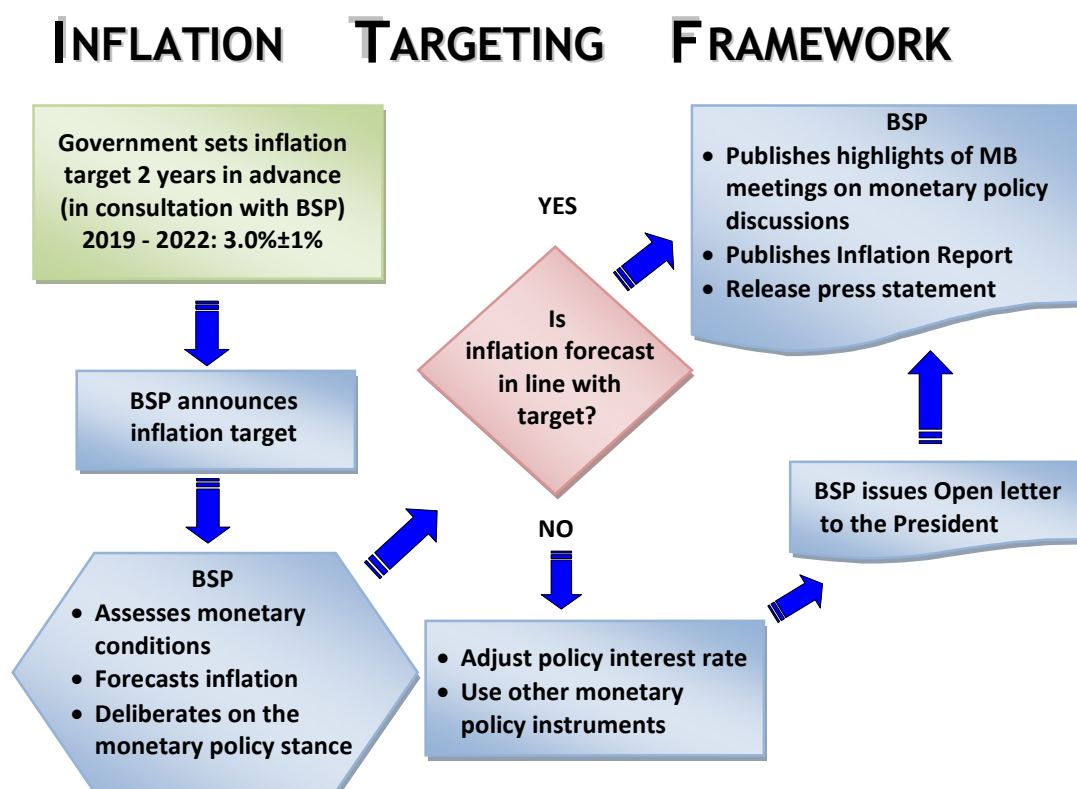 INFLATION TARGETING FRAMEWORK
Government sets inflation
target 2 years in advance
(in consultation with BSP)
2019 - 2022: 3.0%±1%
BSP announces
inflation target
BSP
• Assesses monetary
conditions
• Forecasts inflation
• Deliberates on the
monetary policy stance
YES
Is
inflation forecast
in line with
target?
NO
• Adjust policy interest rate
• Use other monetary
policy instruments
BSP issues Open letter
to the President
BSP
• Publishes highlights of MB
meetings on monetary policy
discussions
• Publishes Inflation Report
• Release press statement